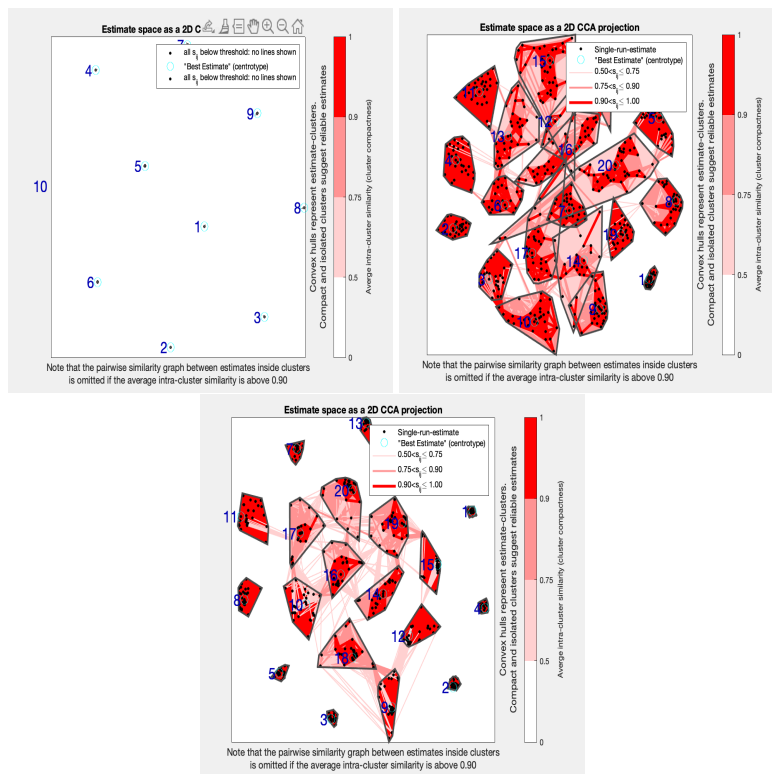 Estimate space as a 2D C
7
all s_ij below threshold: no lines shown
"Best Estimate" (centrotype)
all s_ij below threshold: no lines shown
4
9
5
10
8
1
6
3
2
1
0.9
0.75
0.5
0
Convex hulls represent estimate-clusters.
Compact and isolated clusters suggest reliable estimates
Averge intra-cluster similarity (cluster compactness)
Note that the pairwise similarity graph between estimates inside clusters
is omitted if the average intra-cluster similarity is above 0.90
Estimate space as a 2D CCA projection
Single-run-estimate
"Best Estimate" (centrotype)
0.50<s_ij ≤ 0.75
0.75<s_ij ≤ 0.90
0.90<s_ij ≤ 1.00
15
12
13
16
20
6
8
19
17
14
10
1
0.9
0.75
0.5
0
Convex hulls represent estimate-clusters.
Compact and isolated clusters suggest reliable estimates
Averge intra-cluster similarity (cluster compactness)
Note that the pairwise similarity graph between estimates inside clusters
is omitted if the average intra-cluster similarity is above 0.90
Estimate space as a 2D CCA projection
13
Single-run-estimate
"Best Estimate" (centrotype)
0.50<s_ij ≤ 0.75
0.75<s_ij ≤ 0.90
0.90<s_ij ≤ 1.00
20
11
17
19
16
15
8
10
14
4
12
18
5
2
9
3
1
0.9
0.75
0.5
0
Convex hulls represent estimate-clusters.
Compact and isolated clusters suggest reliable estimates
Averge intra-cluster similarity (cluster compactness)
Note that the pairwise similarity graph between estimates inside clusters
is omitted if the average intra-cluster similarity is above 0.90